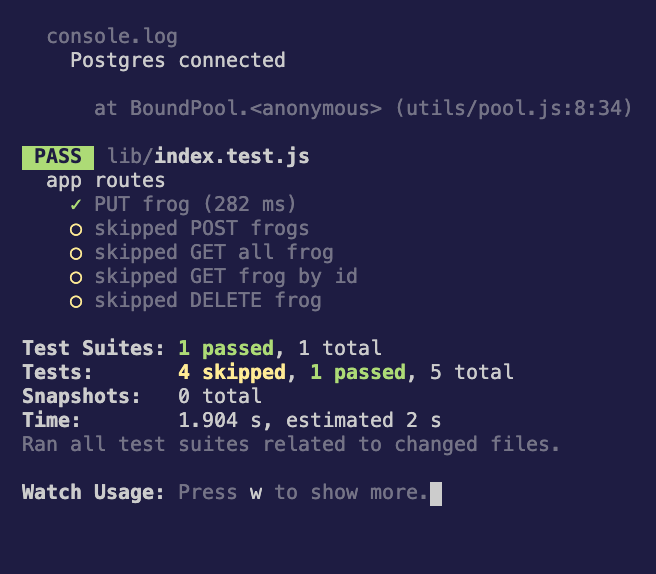 console.log
Postgres connected
at BoundPool.<anonymous> (utils/pool.js:8:34)
PASS lib/index.test.js
app routes
✓ PUT frog (282 ms)
○ skipped POST frogs
○ skipped GET all frog
○ skipped GET frog by id
○ skipped DELETE frog
Test Suites: 1 passed, 1 total
Tests: 4 skipped, 1 passed, 5 total
Snapshots: 0 total
Time: 1.904 s, estimated 2 s
Ran all test suites related to changed files.
Watch Usage: Press w to show more.